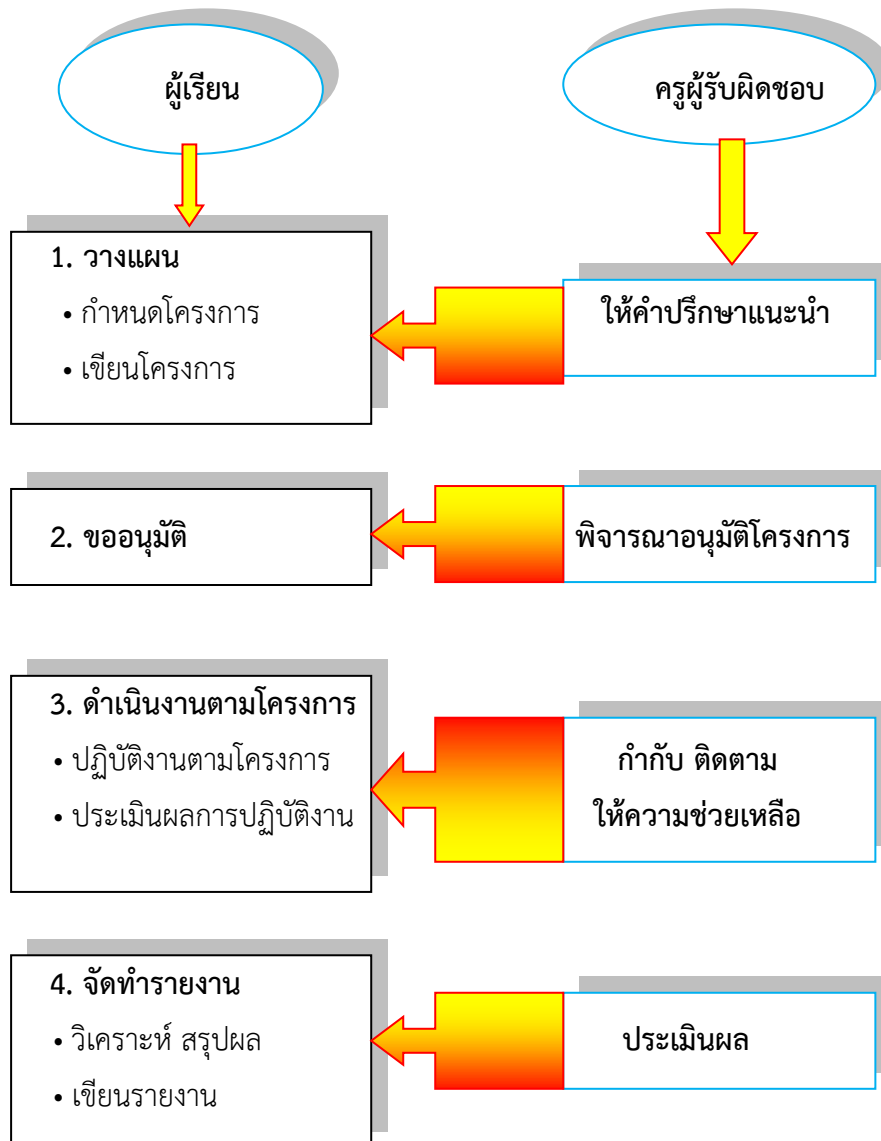 ผู้เรียน
ครูผู้รับผิดชอบ
1. วางแผน
• กำหนดโครงการ
• เขียนโครงการ
ให้คำปรึกษาแนะนำ
2. ขออนุมัติ
พิจารณาอนุมัติโครงการ
3. ดำเนินงานตามโครงการ
• ปฏิบัติงานตามโครงการ
• ประเมินผลการปฏิบัติงาน
กำกับ ติดตาม
ให้ความช่วยเหลือ
4. จัดทำรายงาน
• วิเคราะห์ สรุปผล
• เขียนรายงาน
ประเมินผล